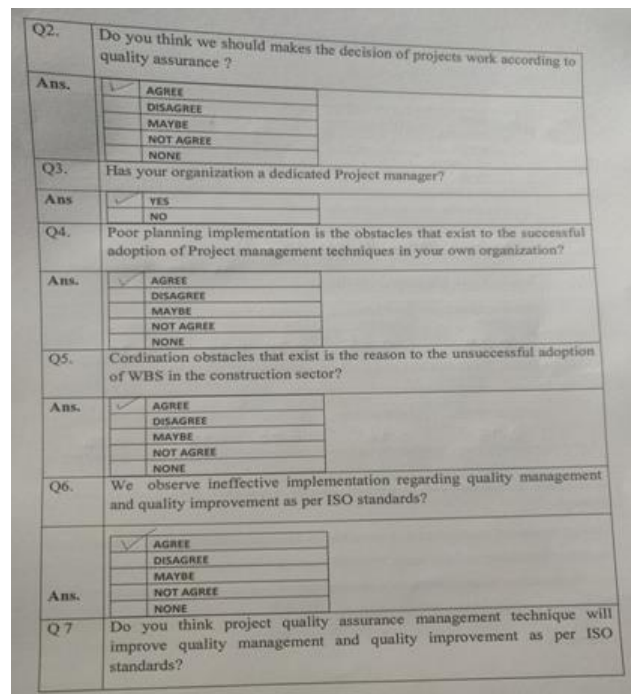 Q2. Do you think we should makes the decision of projects work according to
quality assurance ?
Ans. ✓ AGREE
DISAGREE
MAYBE
NOT AGREE
NONE
Q3. Has your organization a dedicated Project manager?
Ans ✓ YES
NO
Q4. Poor planning implementation is the obstacles that exist to the successful
adoption of Project management techniques in your own organization?
Ans. ✓ AGREE
DISAGREE
MAYBE
NOT AGREE
NONE
Q5. Cordination obstacles that exist is the reason to the unsuccessful adoption
of WBS in the construction sector?
Ans. ✓ AGREE
DISAGREE
MAYBE
NOT AGREE
NONE
Q6. We observe ineffective implementation regarding quality management
and quality improvement as per ISO standards?
✓ AGREE
DISAGREE
MAYBE
Ans. NOT AGREE
NONE
Q7 Do you think project quality assurance management technique will
improve quality management and quality improvement as per ISO
standards?